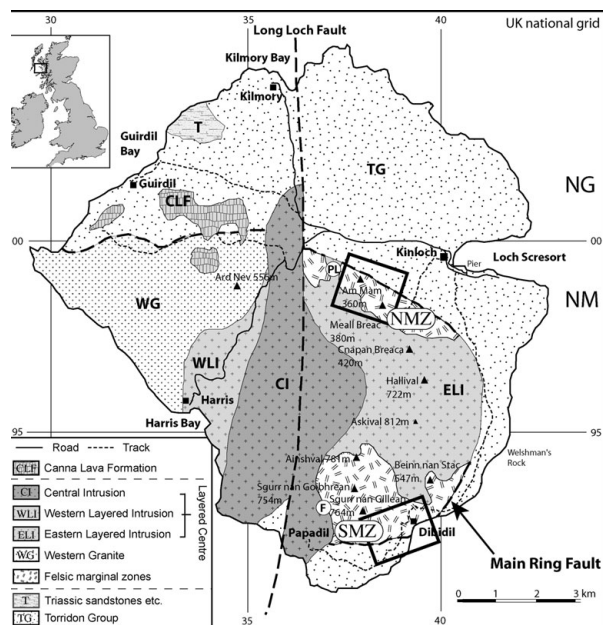 30
35
40
UK national grid
Long Loch Fault
Kilmory Bay
Kilmory
T
Guirdil
Bay
Guirdil
TG
NG
CLF
00
00
Kinloch
Loch Scresort
Pier
PL
Ard Nev 556m
Am Mam
360m
NM
WG
NMZ
Meall Breac
380m
Cnapan Breaca
420m
WLI
CI
Hallival
722m
ELI
Harris
Harris Bay
Askival 812m
95
95
Ainshval 781m
Welshman's
Rock
Beinn nan Stac
547m
Sgurr nan Goibhrean
754m
Sgurr nan Gillean
764m
F
SMZ
Papadil
Dibidil
Main Ring Fault
Road
Track
CLF Canna Lava Formation
CI Central Intrusion
WLI Western Layered Intrusion
ELI Eastern Layered Intrusion
Layered Centre
WG Western Granite
Felsic marginal zones
T Triassic sandstones etc.
TG Torridon Group
35
40
0 1 2 3 km